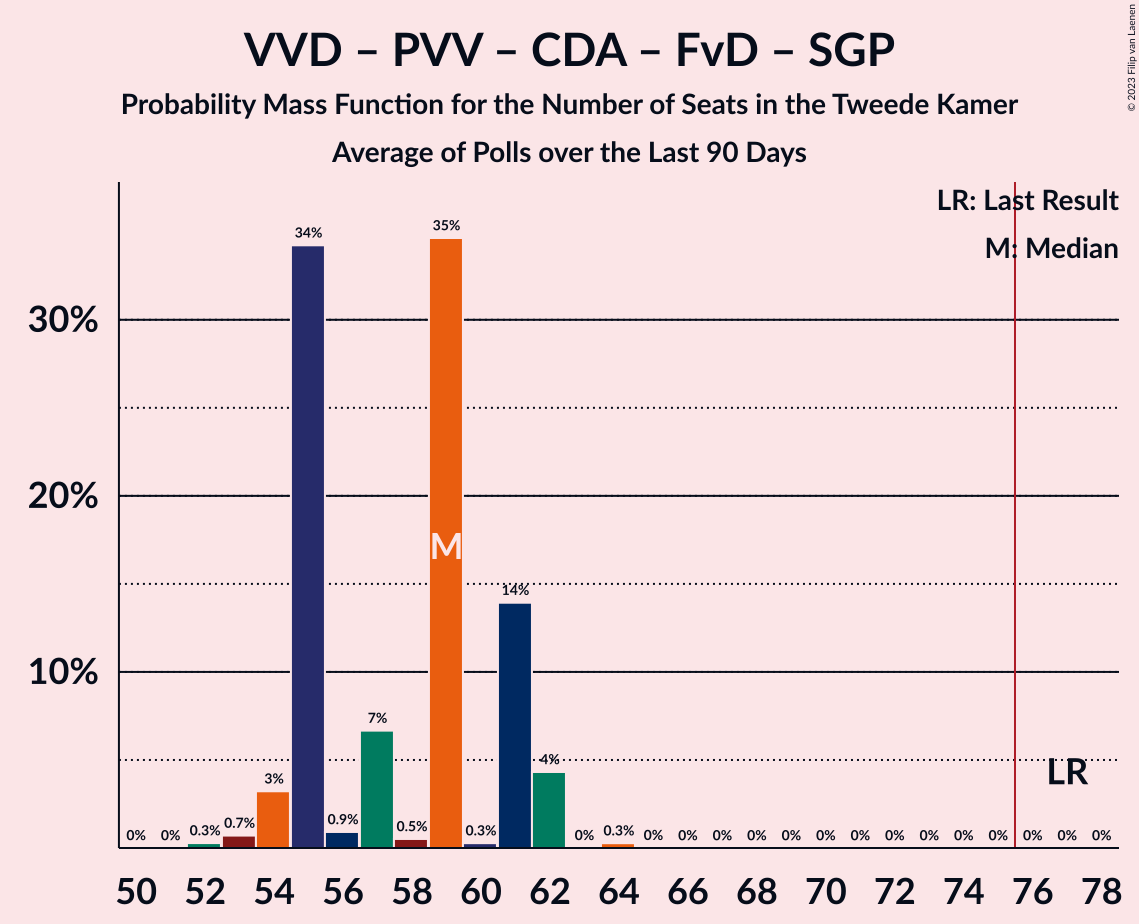 VVD – PVV – CDA – FvD – SGP
Probability Mass Function for the Number of Seats in the Tweede Kamer
Average of Polls over the Last 90 Days
© 2023 Filip van Laenen
LR: Last Result
M: Median
30%
20%
10%
0% 0% 0.3% 0.7% 3% 34% 0.9% 7% 0.5% 35% 0.3% 14% 4% 0% 0.3% 0% 0% 0% 0% 0% 0% 0% 0% 0% 0% 0% 0% 0% 0%
M
LR
50 52 54 56 58 60 62 64 66 68 70 72 74 76 78